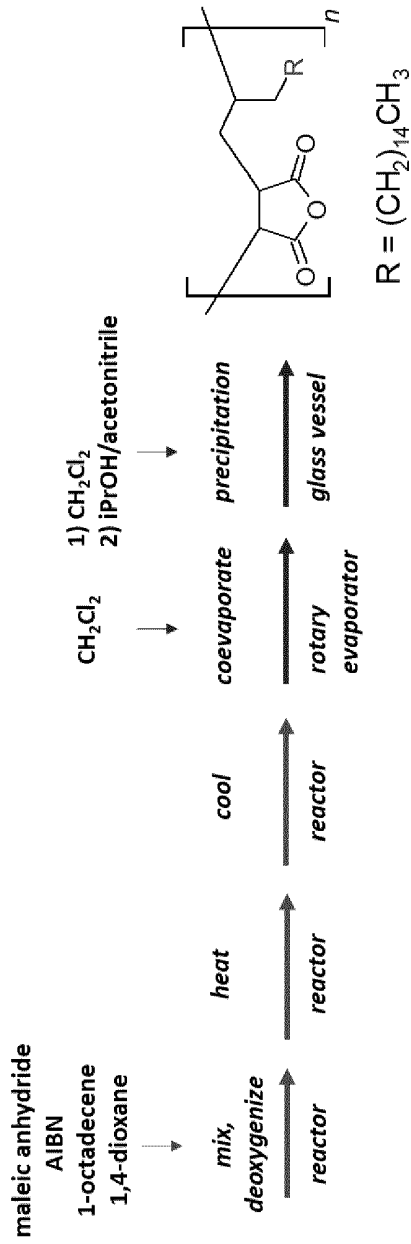 maleic anhydride
AIBN
1-octadecene
1,4-dioxane
mix,
deoxygenize
reactor
heat
reactor
cool
reactor
CH2Cl2
coevaporate
rotary
evaporator
1) CH2Cl2
2) iPrOH/acetonitrile
precipitation
glass vessel
O
O
O
R
n
R = (CH2)14CH3